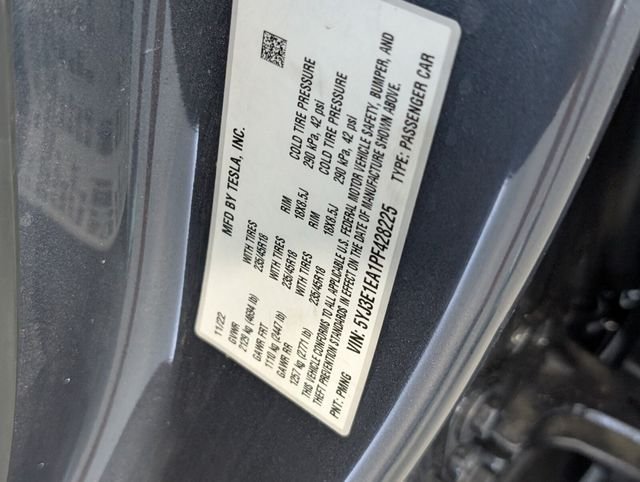 MFD BY TESLA, INC.
11/22
GVWR
2129 kg (4694 lb)
WITH TIRES
235/45R18
RIM
18X8.5J
COLD TIRE PRESSURE
290 kPa, 42 psi
GAWR FRT
1110 kg (2447 lb)
WITH TIRES
235/45R18
RIM
18X8.5J
COLD TIRE PRESSURE
290 kPa, 42 psi
GAWR RR
1257 kg (2771 lb)
235/45R18
THIS VEHICLE CONFORMS TO ALL APPLICABLE U.S. FEDERAL MOTOR VEHICLE SAFETY, BUMPER, AND
THEFT PREVENTION STANDARDS IN EFFECT ON THE DATE OF MANUFACTURE SHOWN ABOVE.
VIN: 5YJ3E1EA1PF428225
TYPE: PASSENGER CAR
PNT: PMNG